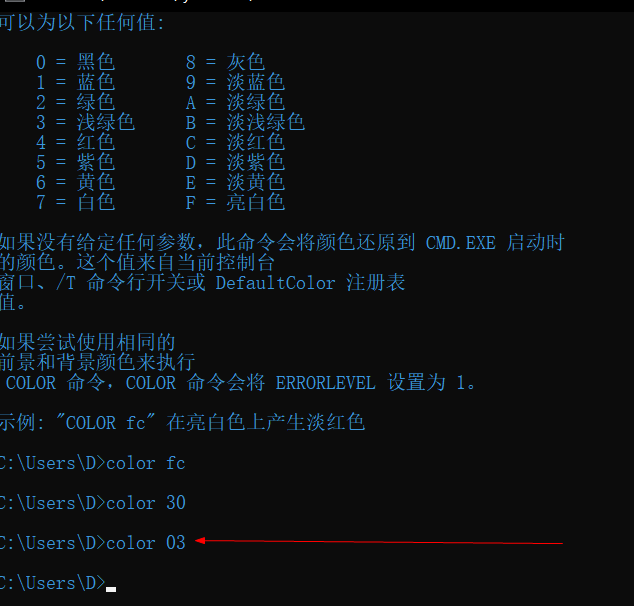 可以为以下任何值:
0 = 黑色 8 = 灰色
1 = 蓝色 9 = 淡蓝色
2 = 绿色 A = 淡绿色
3 = 浅绿色 B = 淡浅绿色
4 = 红色 C = 淡红色
5 = 紫色 D = 淡紫色
6 = 黄色 E = 淡黄色
7 = 白色 F = 亮白色
如果没有给定任何参数，此命令会将颜色还原到 CMD.EXE 启动时
的颜色。这个值来自当前控制台
窗口、/T 命令行开关或 DefaultColor 注册表
值。
如果尝试使用相同的
前景和背景颜色来执行
COLOR 命令，COLOR 命令会将 ERRORLEVEL 设置为 1。
示例: "COLOR fc" 在亮白色上产生淡红色
C:\Users\D>color fc
C:\Users\D>color 30
C:\Users\D>color 03
C:\Users\D>